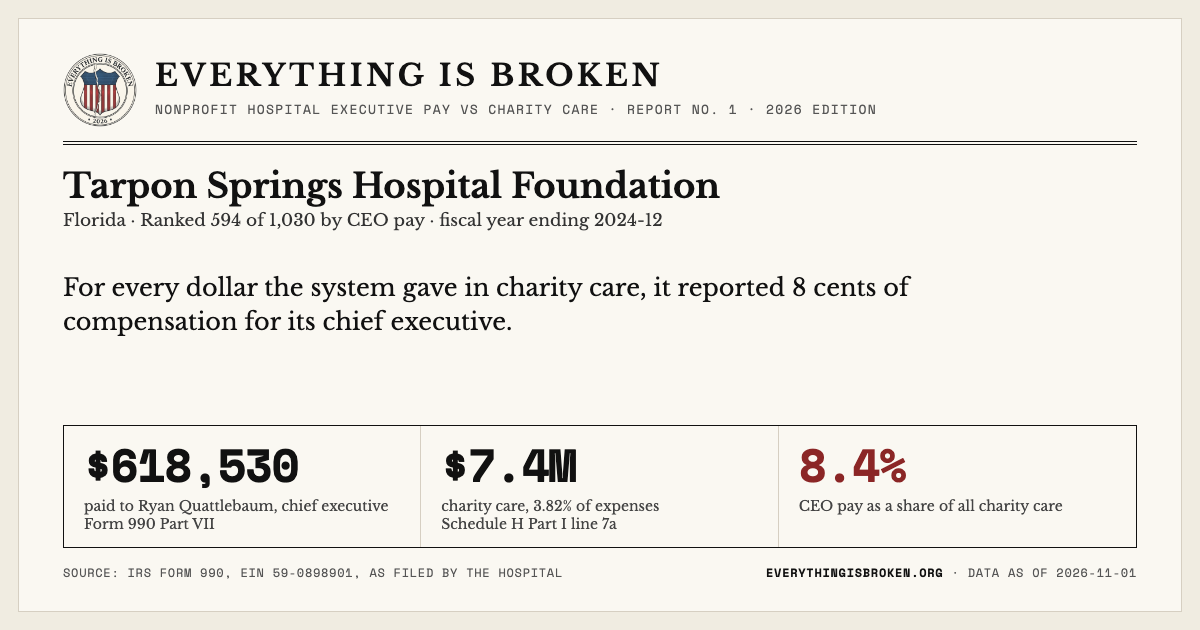 EVERYTHING IS BROKEN
2026
EVERYTHING IS BROKEN
NONPROFIT HOSPITAL EXECUTIVE PAY VS CHARITY CARE · REPORT NO. 1 · 2026 EDITION
Tarpon Springs Hospital Foundation
Florida · Ranked 594 of 1,030 by CEO pay · fiscal year ending 2024-12
For every dollar the system gave in charity care, it reported 8 cents of
compensation for its chief executive.
$618,530
paid to Ryan Quattlebaum, chief executive
Form 990 Part VII
$7.4M
charity care, 3.82% of expenses
Schedule H Part I line 7a
8.4%
CEO pay as a share of all charity care
SOURCE: IRS FORM 990, EIN 59-0898901, AS FILED BY THE HOSPITAL
EVERYTHINGISBROKEN.ORG · DATA AS OF 2026-11-01